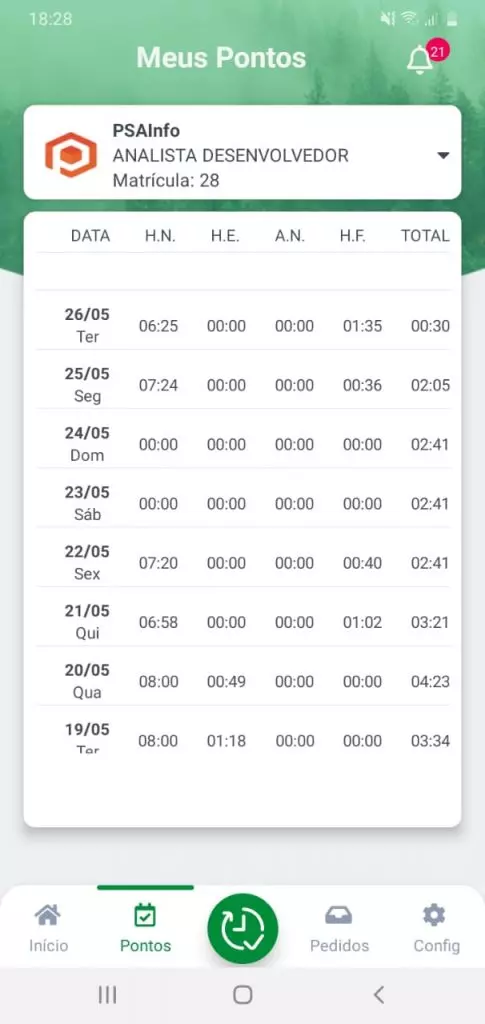 18:28
Meus Pontos
21
PSAInfo
ANALISTA DESENVOLVEDOR
Matrícula: 28
DATA H.N. H.E. A.N. H.F. TOTAL
26/05
Ter
06:25 00:00 00:00 01:35 00:30
25/05
Seg
07:24 00:00 00:00 00:36 02:05
24/05
Dom
00:00 00:00 00:00 00:00 02:41
23/05
Sáb
00:00 00:00 00:00 00:00 02:41
22/05
Sex
07:20 00:00 00:00 00:40 02:41
21/05
Qui
06:58 00:00 00:00 01:02 03:21
20/05
Qua
08:00 00:49 00:00 00:00 04:23
19/05
Ter
08:00 01:18 00:00 00:00 03:34
Início Pontos Pedidos Config